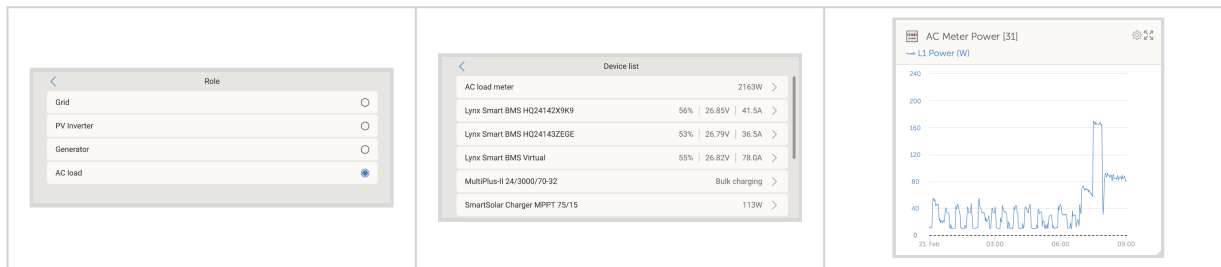 Role
Grid
PV Inverter
Generator
AC load
Device list
AC load meter 2163W
Lynx Smart BMS HQ24142X9K9 56% 26.85V 41.5A
Lynx Smart BMS HQ24143ZEGE 53% 26.79V 36.5A
Lynx Smart BMS Virtual 55% 26.82V 78.0A
MultiPlus-II 24/3000/70-32 Bulk charging
SmartSolar Charger MPPT 75/15 113W
AC Meter Power [31]
L1 Power (W)
240
200
160
120
80
40
0
21. Feb 03:00 06:00 09:00